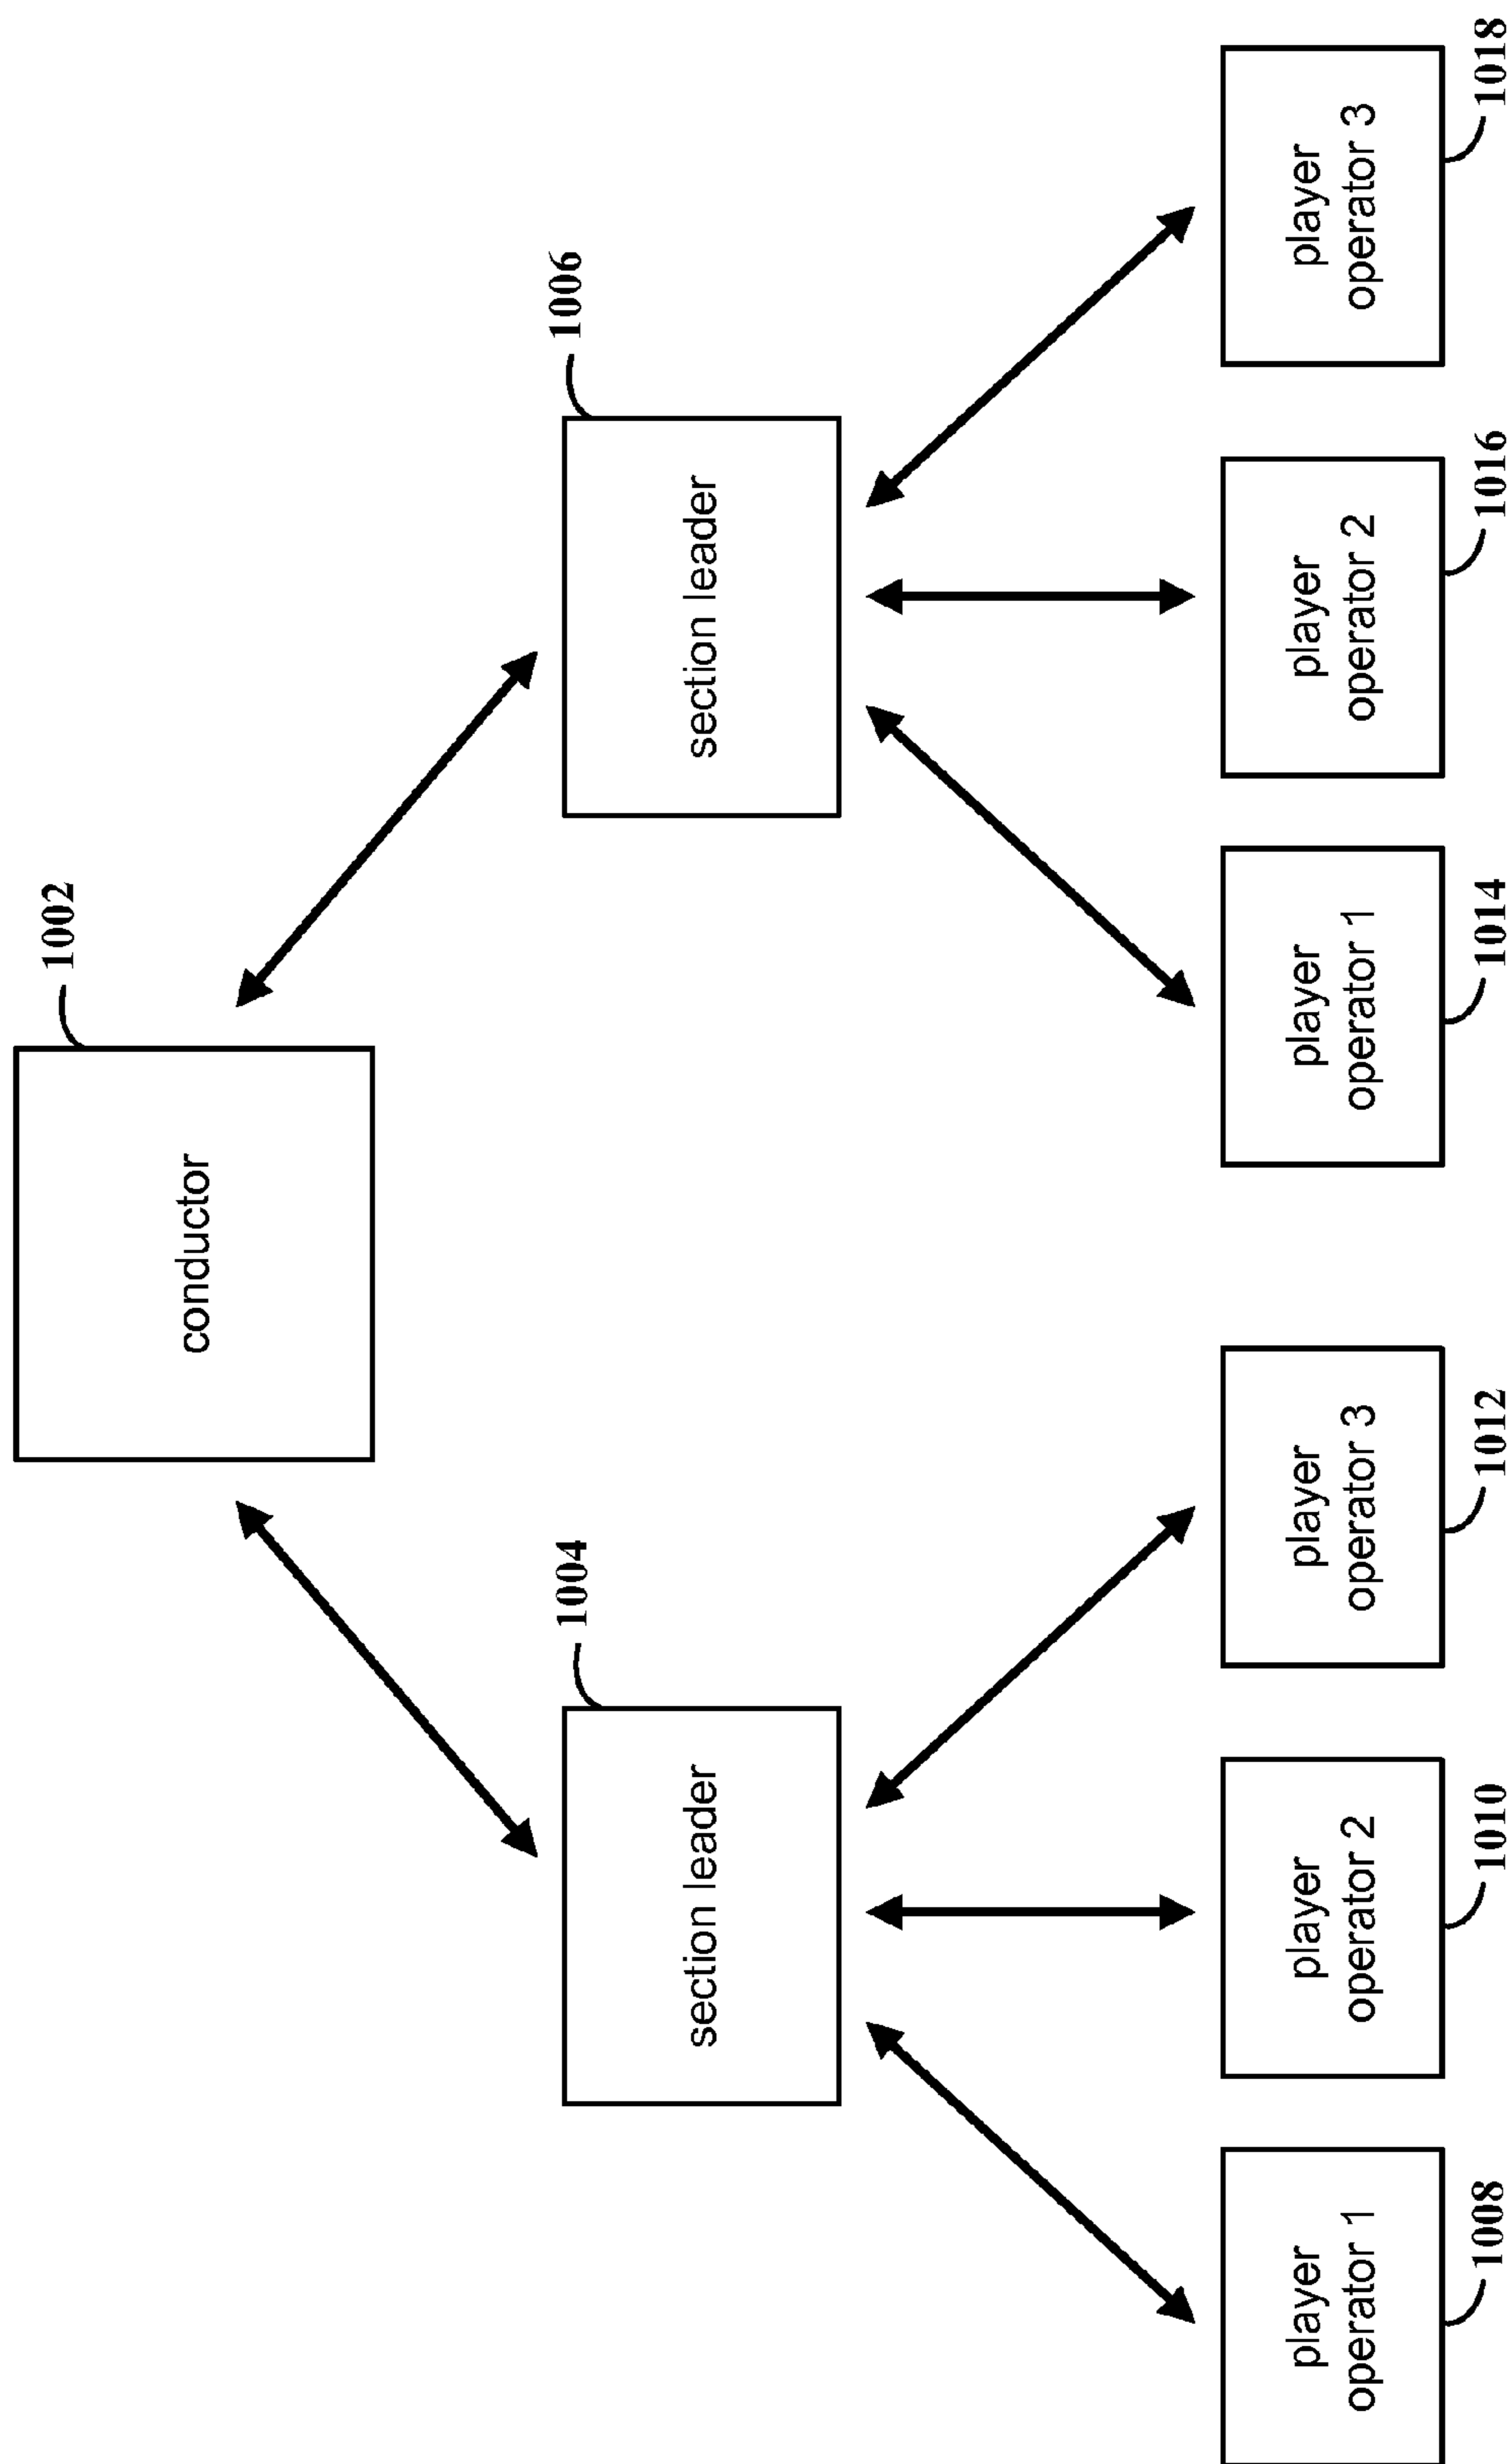 1002
conductor
1004
section leader
1006
section leader
player
operator 1
1008
player
operator 2
1010
player
operator 3
1012
player
operator 1
1014
player
operator 2
1016
player
operator 3
1018